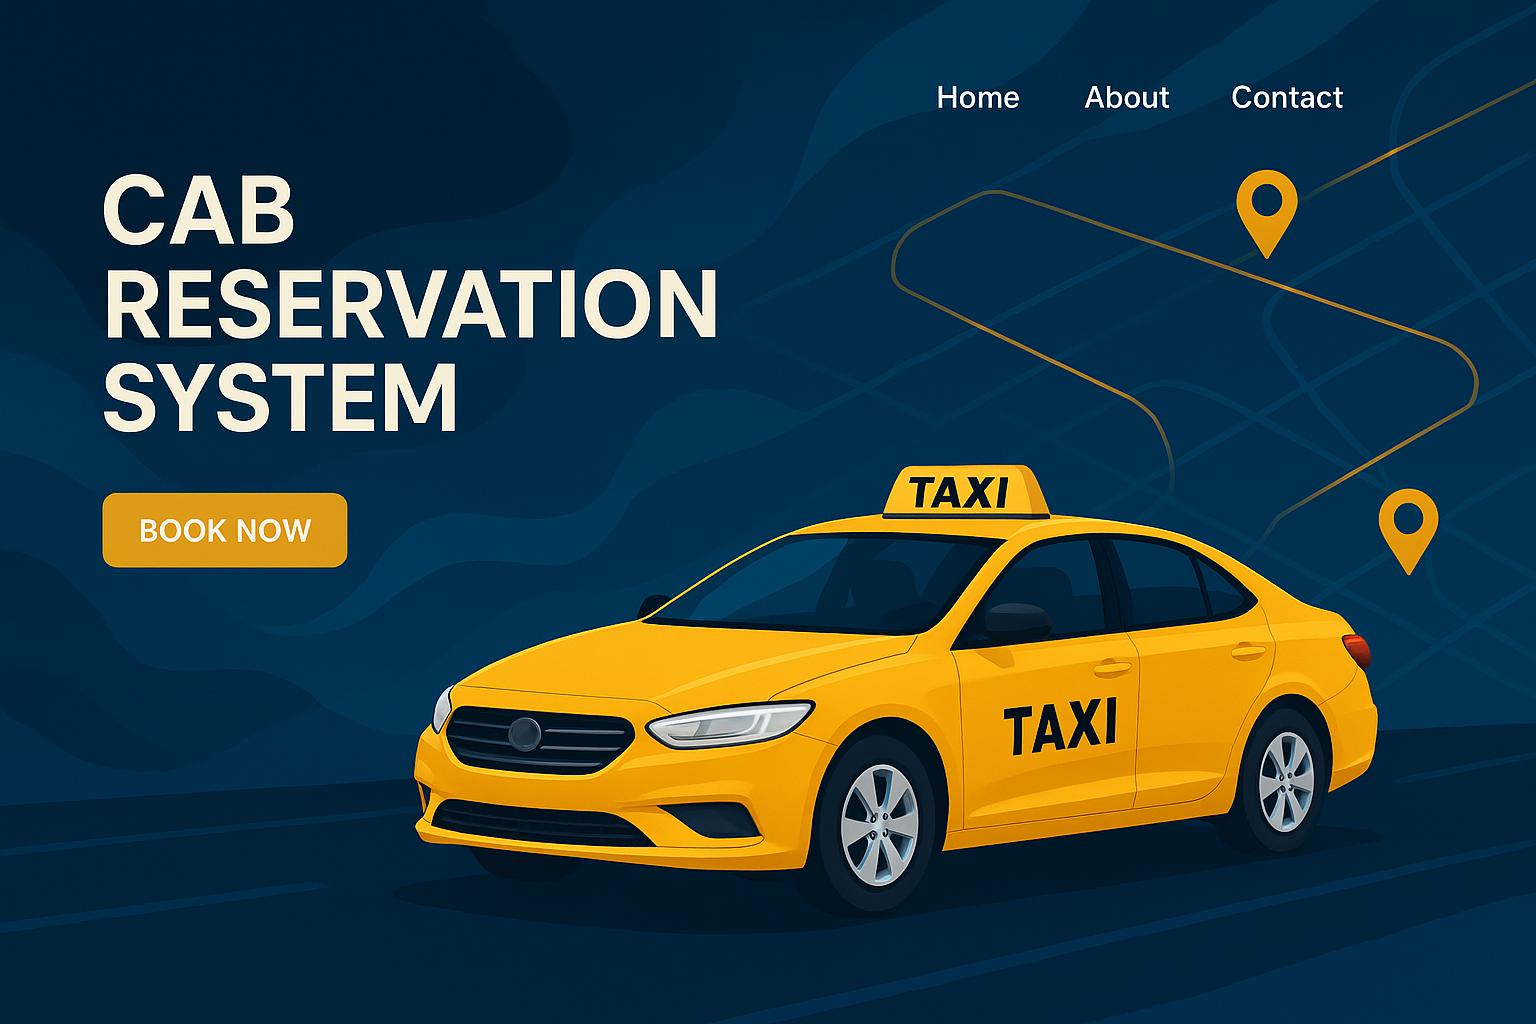 Home About Contact
CAB
RESERVATION
SYSTEM
BOOK NOW
TAXI
TAXI